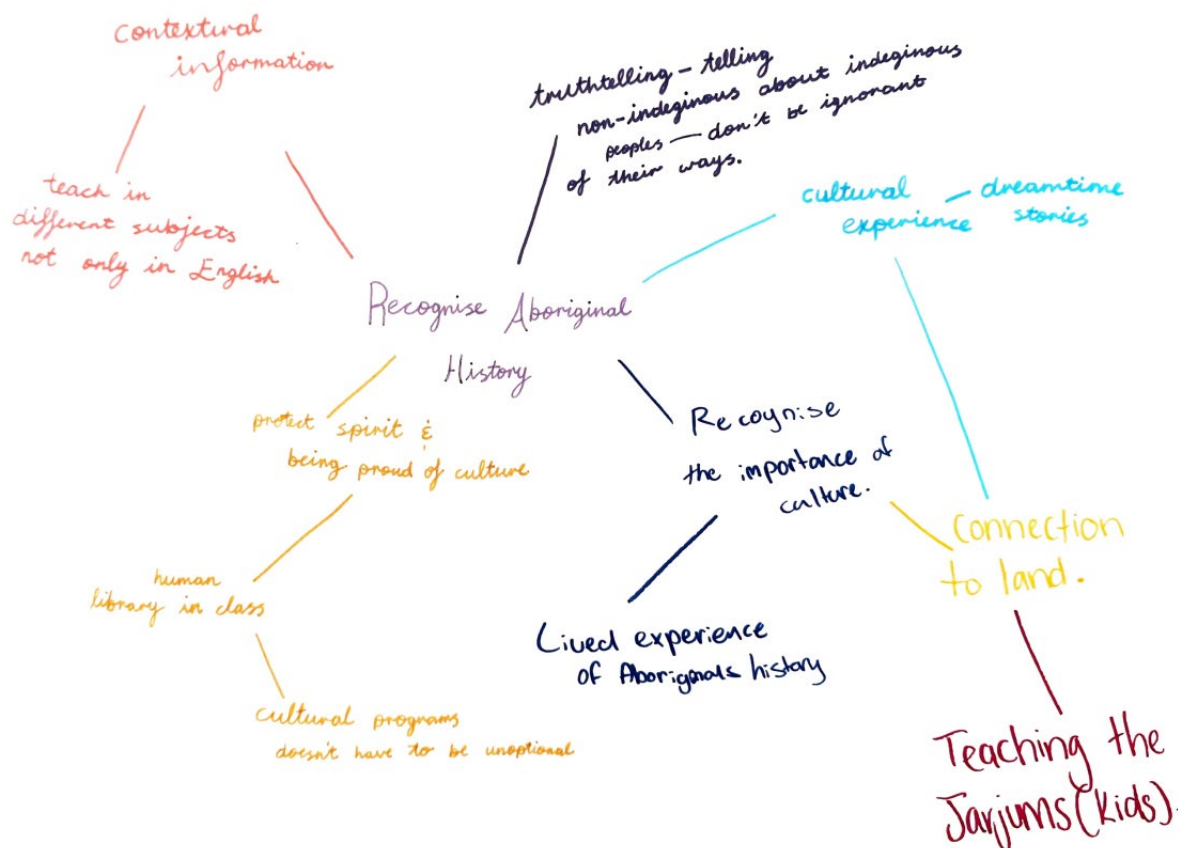 contextural
information
teach in
different subjects
not only in English
truthtelling – telling
non-indeginous about indeginous
peoples — don't be ignorant
of their ways.
cultural
experience – dreamtime
stories
Recognise Aboriginal
History
protect spirit &
being proud of culture
human
library in class
cultural programs
doesn't have to be unoptional
Recognise
the importance of
culture.
Lived experience
of Aboriginals history
Connection
to land.
Teaching the
Jarjums (kids).